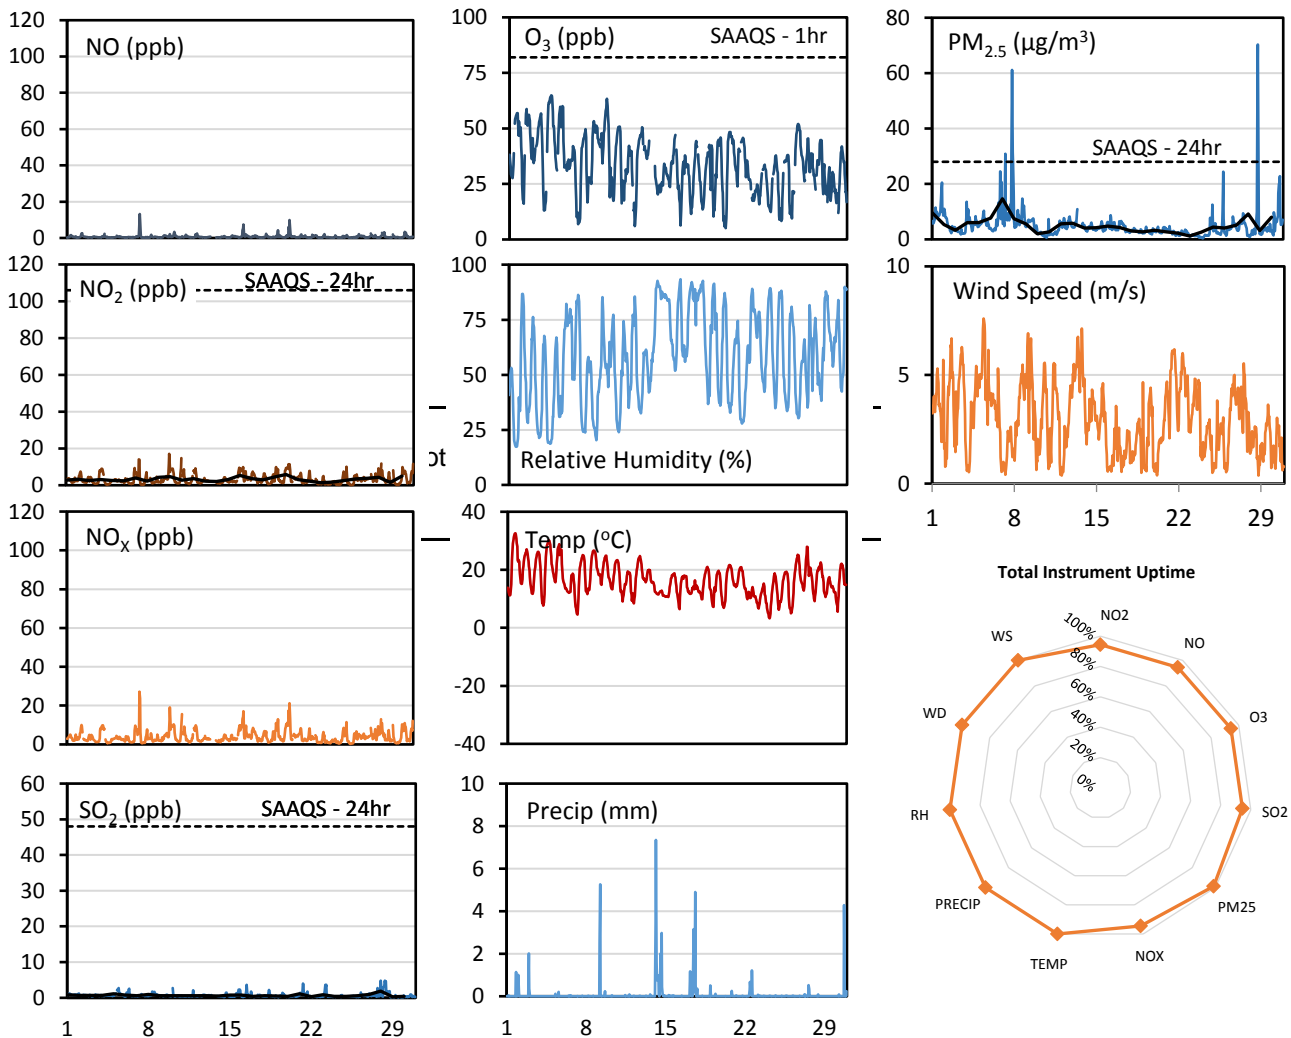 NO (ppb)
120
100
80
60
40
20
0
O3 (ppb)
SAAQS - 1hr
100
75
50
25
0
PM2.5 (µg/m³)
SAAQS - 24hr
80
60
40
20
0
NO2 (ppb)
SAAQS - 24hr
120
100
80
60
40
20
0
ot
Relative Humidity (%)
100
75
50
25
0
Wind Speed (m/s)
10
5
0
1 8 15 22 29
NOX (ppb)
120
100
80
60
40
20
0
Temp (oC)
40
20
0
-20
-40
SO2 (ppb)
SAAQS - 24hr
60
50
40
30
20
10
0
1 8 15 22 29
Precip (mm)
10
8
6
4
2
0
1 8 15 22 29
Total Instrument Uptime
100%
80%
60%
40%
20%
0%
NO2
NO
O3
SO2
PM25
NOX
TEMP
PRECIP
RH
WD
WS